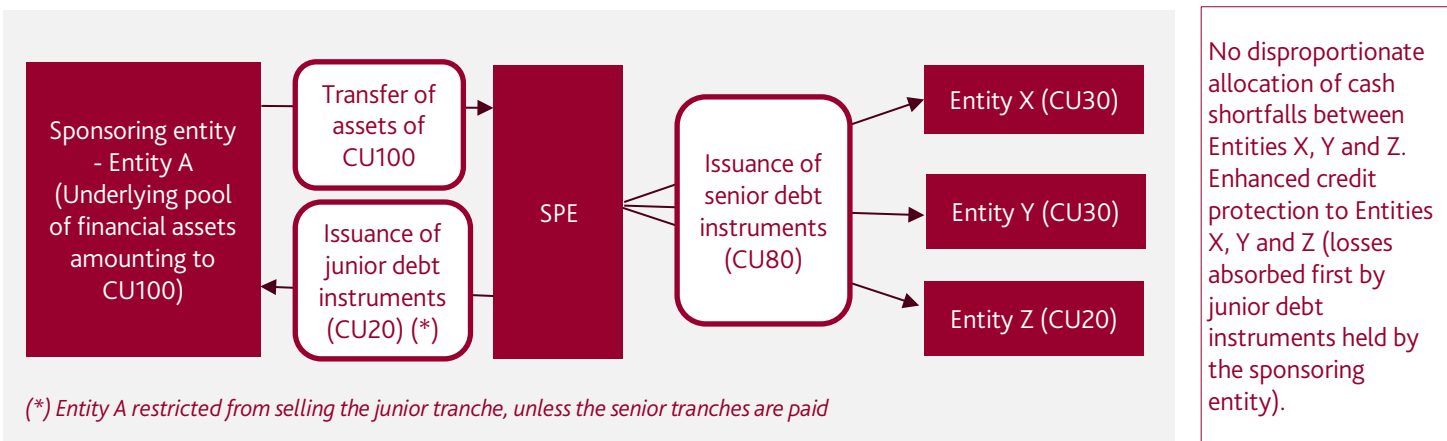 Sponsoring entity
- Entity A
(Underlying pool
of financial assets
amounting to
CU100)
Transfer of
assets of
CU100
Issuance of
junior debt
instruments
(CU20) (*)
SPE
Issuance of
senior debt
instruments
(CU80)
Entity X (CU30)
Entity Y (CU30)
Entity Z (CU20)
(*) Entity A restricted from selling the junior tranche, unless the senior tranches are paid
No disproportionate
allocation of cash
shortfalls between
Entities X, Y and Z.
Enhanced credit
protection to Entities
X, Y and Z (losses
absorbed first by
junior debt
instruments held by
the sponsoring
entity).